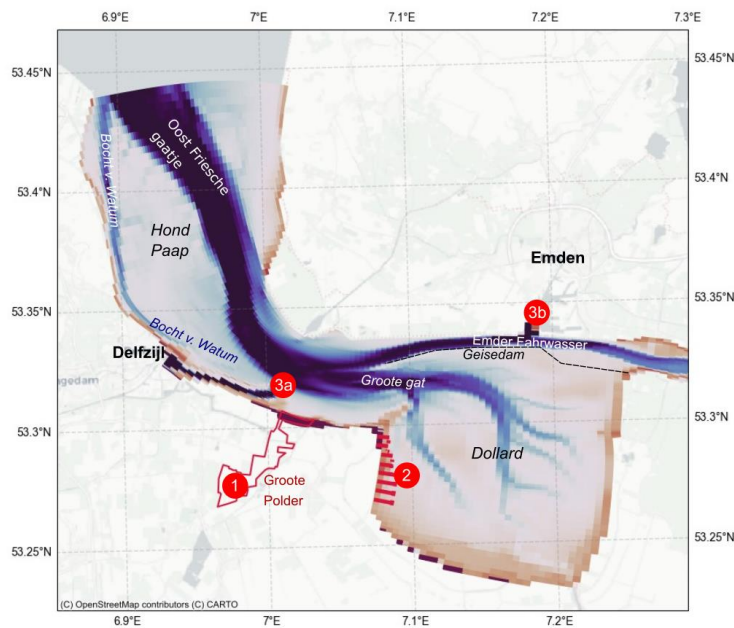 6.9°E
7°E
7.1°E
7.2°E
7.3°E
53.45°N
53.45°N
Oost Friesche
gaatje
Bocht v. Watum
53.4°N
53.4°N
Hond
Paap
Emden
3b
53.35°N
53.35°N
Bocht v. Watum
Delfzijl
Emder Fahrwasser
Geisedam
3a
Groote gat
agedam
53.3°N
53.3°N
Dollard
1
Groote
Polder
2
53.25°N
53.25°N
(C) OpenStreetMap contributors (C) CARTO
6.9°E
7°E
7.1°E
7.2°E